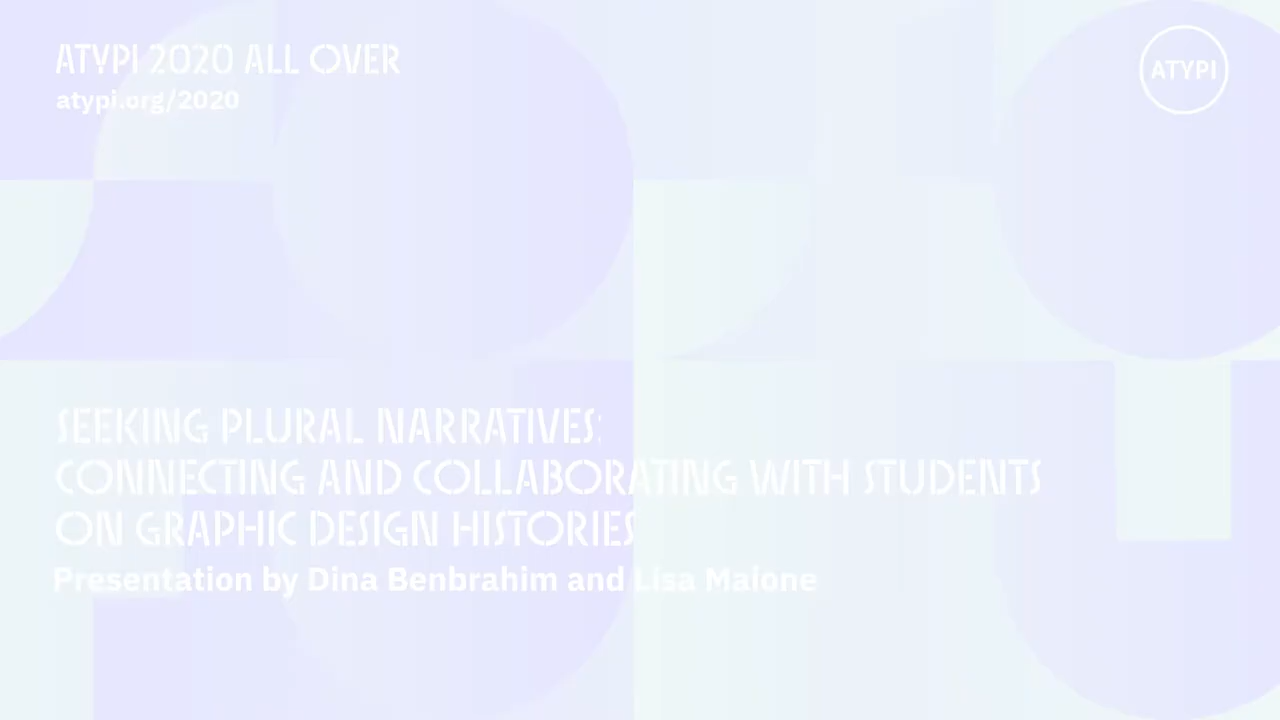 ATYPI 2020 ALL OVER
atypi.org/2020
ATYPI
SEEKING PLURAL NARRATIVES:
CONNECTING AND COLLABORATING WITH STUDENTS
ON GRAPHIC DESIGN HISTORIES
Presentation by Dina Benbrahim and Lisa Maione